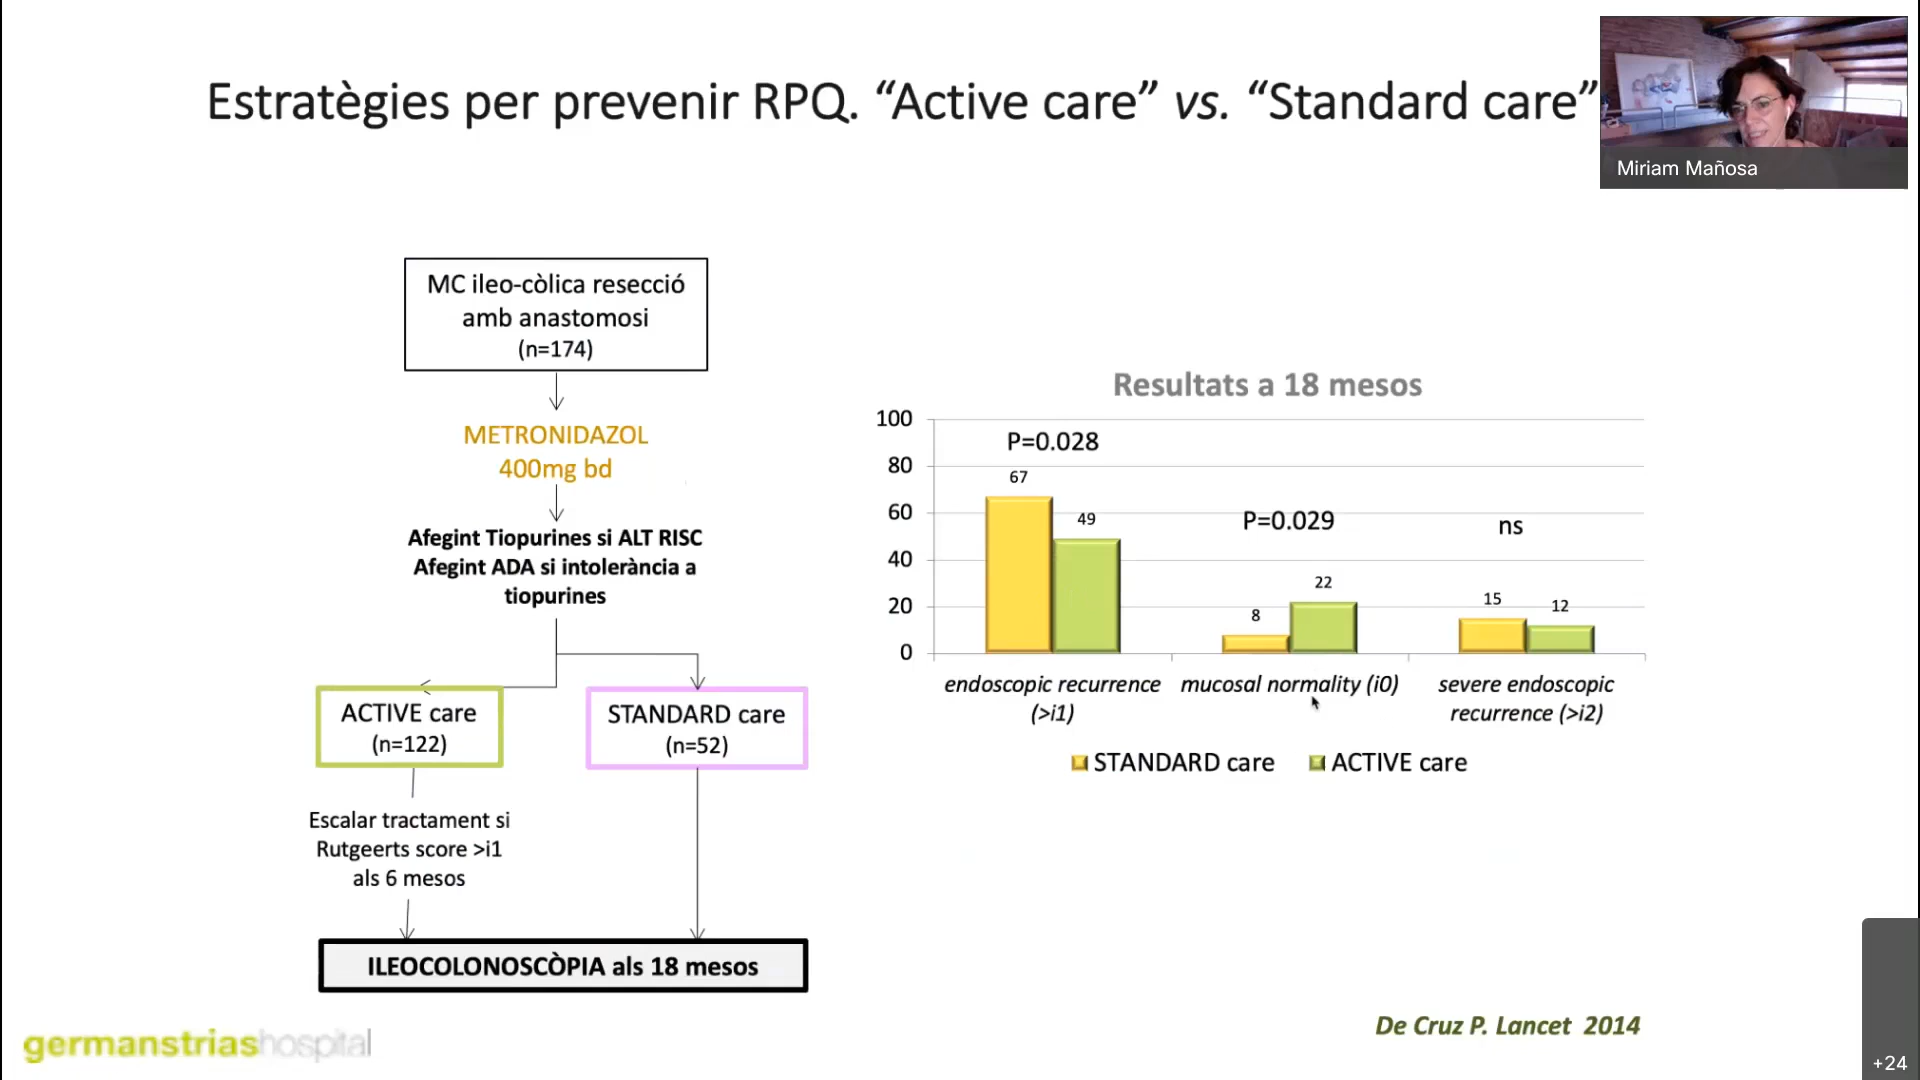 Estratègies per prevenir RPQ. “Active care” vs. “Standard care”
Miriam Mañosa
MC ileo-còlica resecció
amb anastomosi
(n=174)
METRONIDAZOL
400mg bd
Afegint Tiopurines si ALT RISC
Afegint ADA si intolerància a
tiopurines
ACTIVE care
(n=122)
STANDARD care
(n=52)
Escalar tractament si
Rutgeerts score >i1
als 6 mesos
ILEOCOLONOSCÒPIA als 18 mesos
Resultats a 18 mesos
100
80
60
40
20
0
P=0.028
67
49
P=0.029
8
22
ns
15
12
endoscopic recurrence
(>i1)
mucosal normality (i0)
severe endoscopic
recurrence (>i2)
STANDARD care
ACTIVE care
De Cruz P. Lancet 2014
germanstriashospital
+24